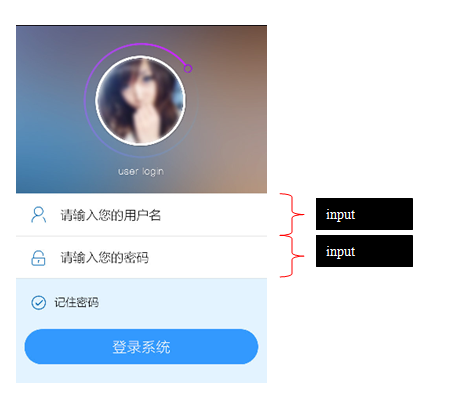 user login
请输入您的用户名
input
请输入您的密码
input
记住密码
登录系统